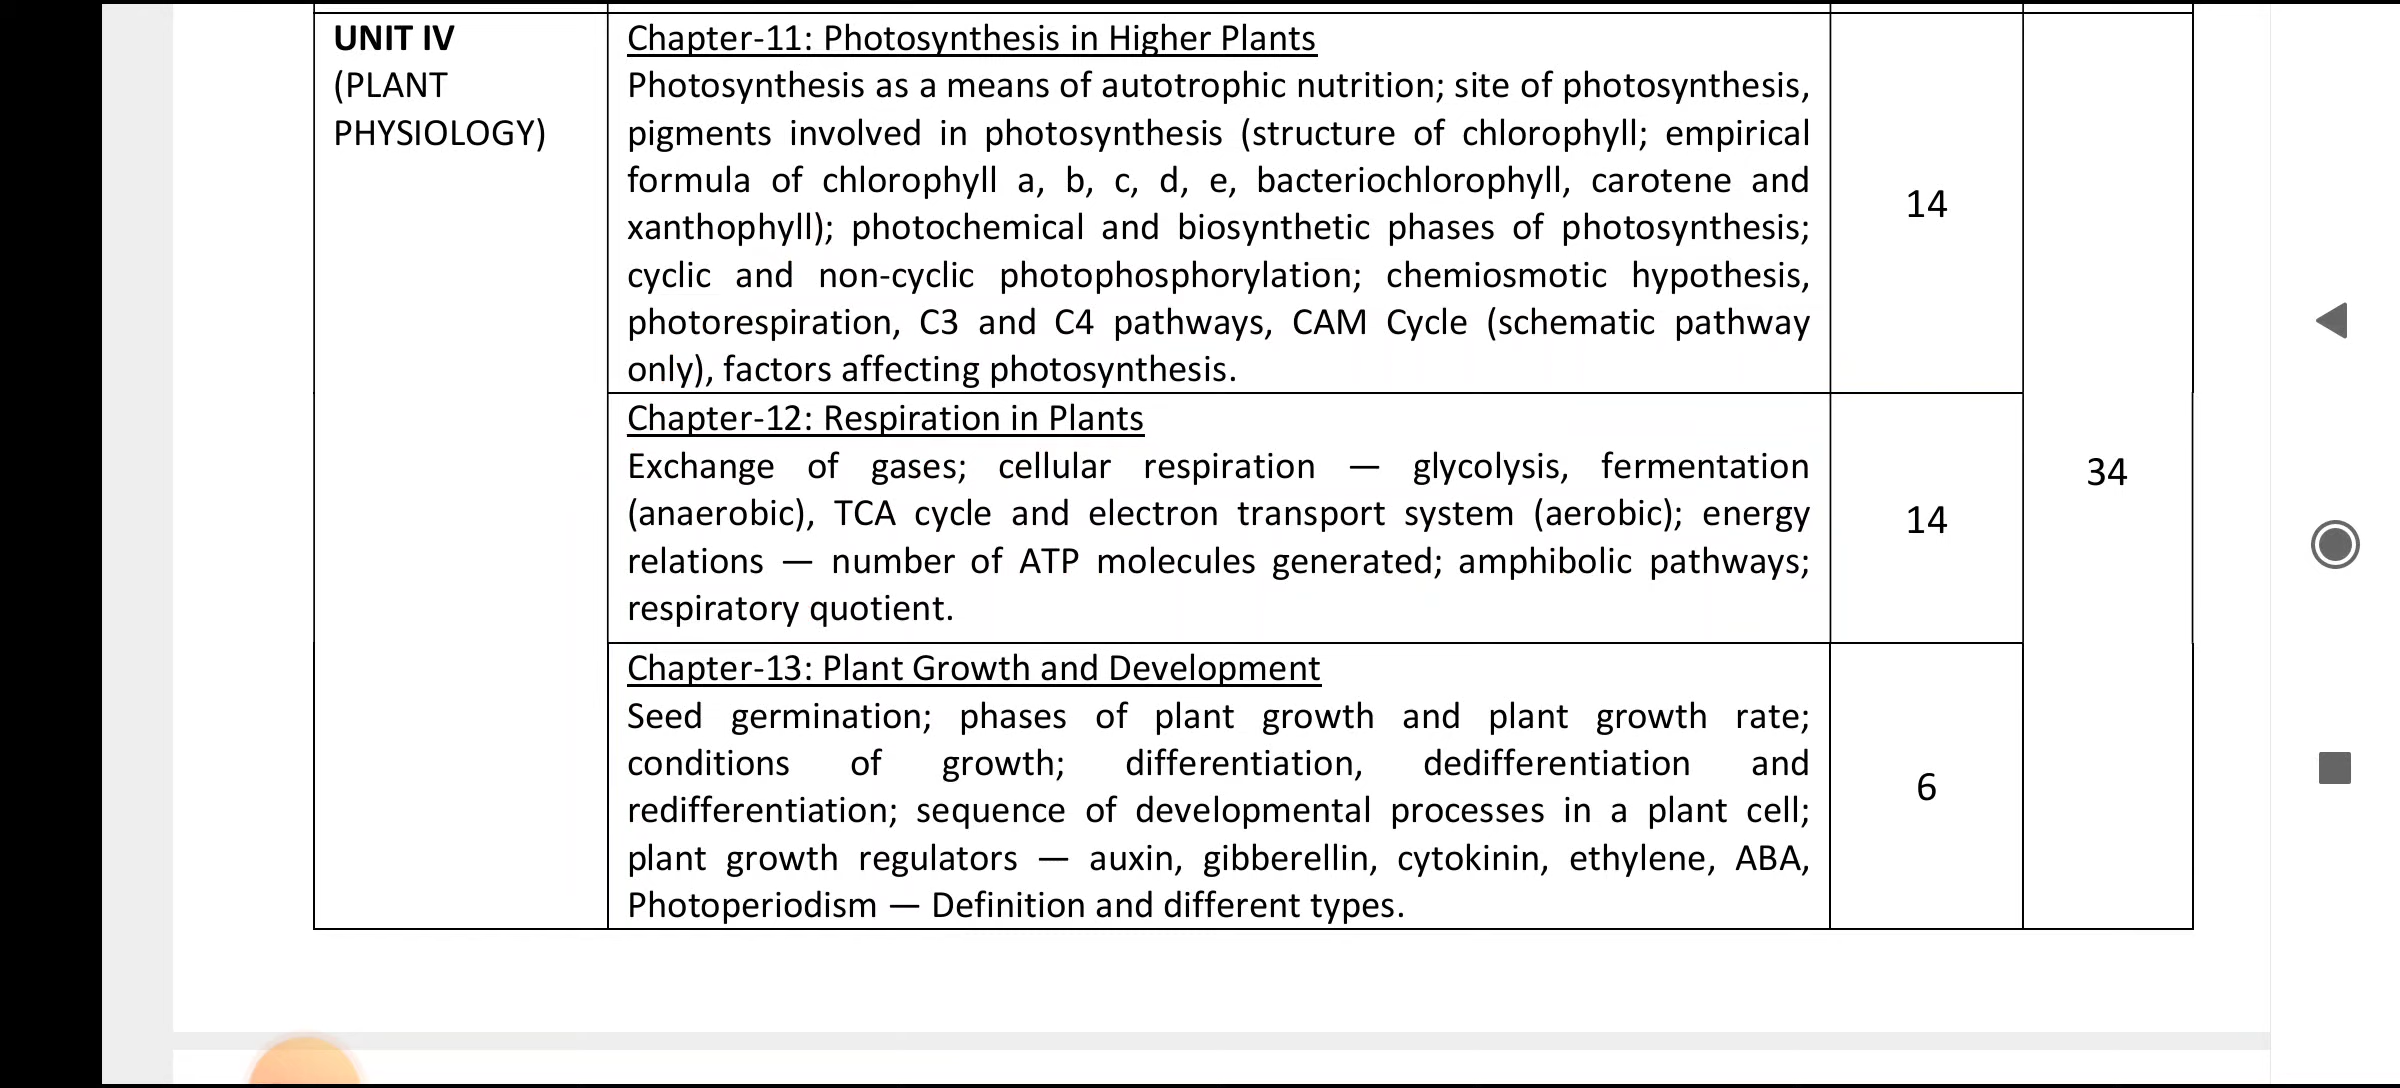 UNIT IV
(PLANT
PHYSIOLOGY)
Chapter-11: Photosynthesis in Higher Plants
Photosynthesis as a means of autotrophic nutrition; site of photosynthesis,
pigments involved in photosynthesis (structure of chlorophyll; empirical
formula of chlorophyll a, b, c, d, e, bacteriochlorophyll, carotene and
xanthophyll); photochemical and biosynthetic phases of photosynthesis;
cyclic and non-cyclic photophosphorylation; chemiosmotic hypothesis,
photorespiration, C3 and C4 pathways, CAM Cycle (schematic pathway
only), factors affecting photosynthesis.
14
Chapter-12: Respiration in Plants
Exchange of gases; cellular respiration — glycolysis, fermentation
(anaerobic), TCA cycle and electron transport system (aerobic); energy
relations — number of ATP molecules generated; amphibolic pathways;
respiratory quotient.
14
34
Chapter-13: Plant Growth and Development
Seed germination; phases of plant growth and plant growth rate;
conditions of growth; differentiation, dedifferentiation and
redifferentiation; sequence of developmental processes in a plant cell;
plant growth regulators — auxin, gibberellin, cytokinin, ethylene, ABA,
Photoperiodism — Definition and different types.
6